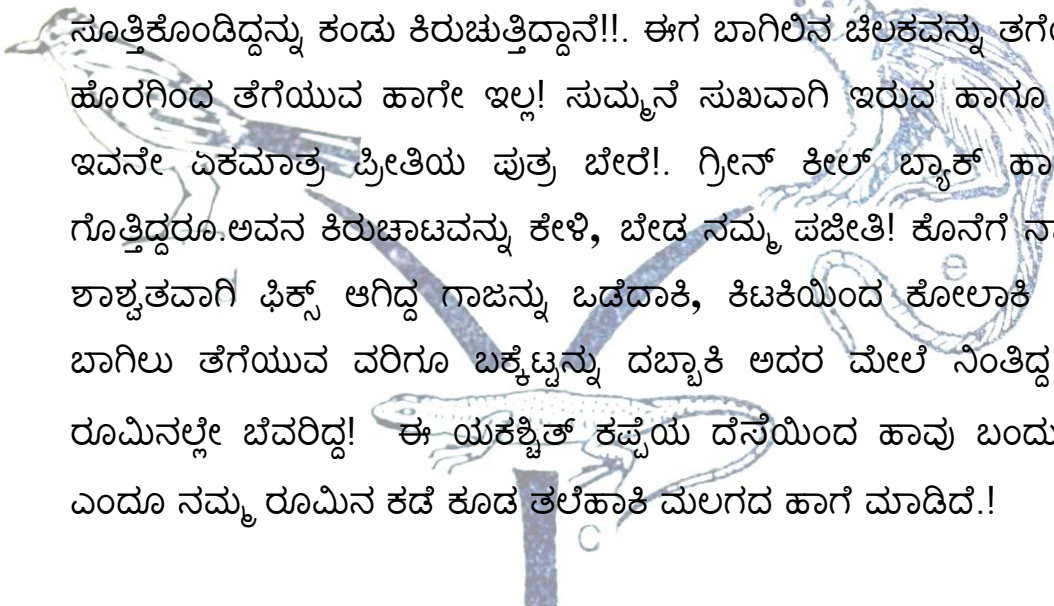 ಸೂತ್ತಿಕೊಂಡಿದ್ದನ್ನು ಕಂಡು ಕಿರುಚುತ್ತಿದ್ದಾನೆ!!. ಈಗ ಬಾಗಿಲಿನ ಚಿಲಕವನ್ನು
ಹೊರಗಿಂದ ತೆಗೆಯುವ ಹಾಗೇ ಇಲ್ಲ! ಸುಮ್ಮನೆ ಸುಖವಾಗಿ ಇರುವ ಹಾಗೂ
ಇವನೇ ಏಕಮಾತ್ರ ಪ್ರೀತಿಯ ಪುತ್ರ ಬೇರೆ!. ಗ್ರೀನ್ ಕೀಲ್ ಬ್ಯಾಕ್
ಗೊತ್ತಿದ್ದರೂ.ಅವನ ಕಿರುಚಾಟವನ್ನು ಕೇಳಿ, ಬೇಡ ನಮ್ಮ ಪಜೀತಿ! ಕೊನೆಗೆ
e
ಶಾಶ್ವತವಾಗಿ ಫಿಕ್ಸ್ ಆಗಿದ್ದ ಗಾಜನ್ನು ಒಡೆದಾಕಿ, ಕಿಟಕಿಯಿಂದ ಕೋಲಾಕಿ
ಬಾಗಿಲು ತೆಗೆಯುವ ವರಿಗೂ ಬಕ್ಕೆಟ್ಟನ್ನು ದಬ್ಬಾಕಿ ಅದರ ಮೇಲೆ ನಿಂತಿದ್ದ
ರೂಮಿನಲ್ಲೇ ಬೆವರಿದ್ದ! ಈ ಯಕಶ್ಚಿತ್ ಕಪ್ಪೆಯ ದೆಸೆಯಿಂದ ಹಾವು ಬಂದು
ಎಂದೂ ನಮ್ಮ ರೂಮಿನ ಕಡೆ ಕೂಡ ತಲೆಹಾಕಿ ಮಲಗದ ಹಾಗೆ ಮಾಡಿದೆ.!
C